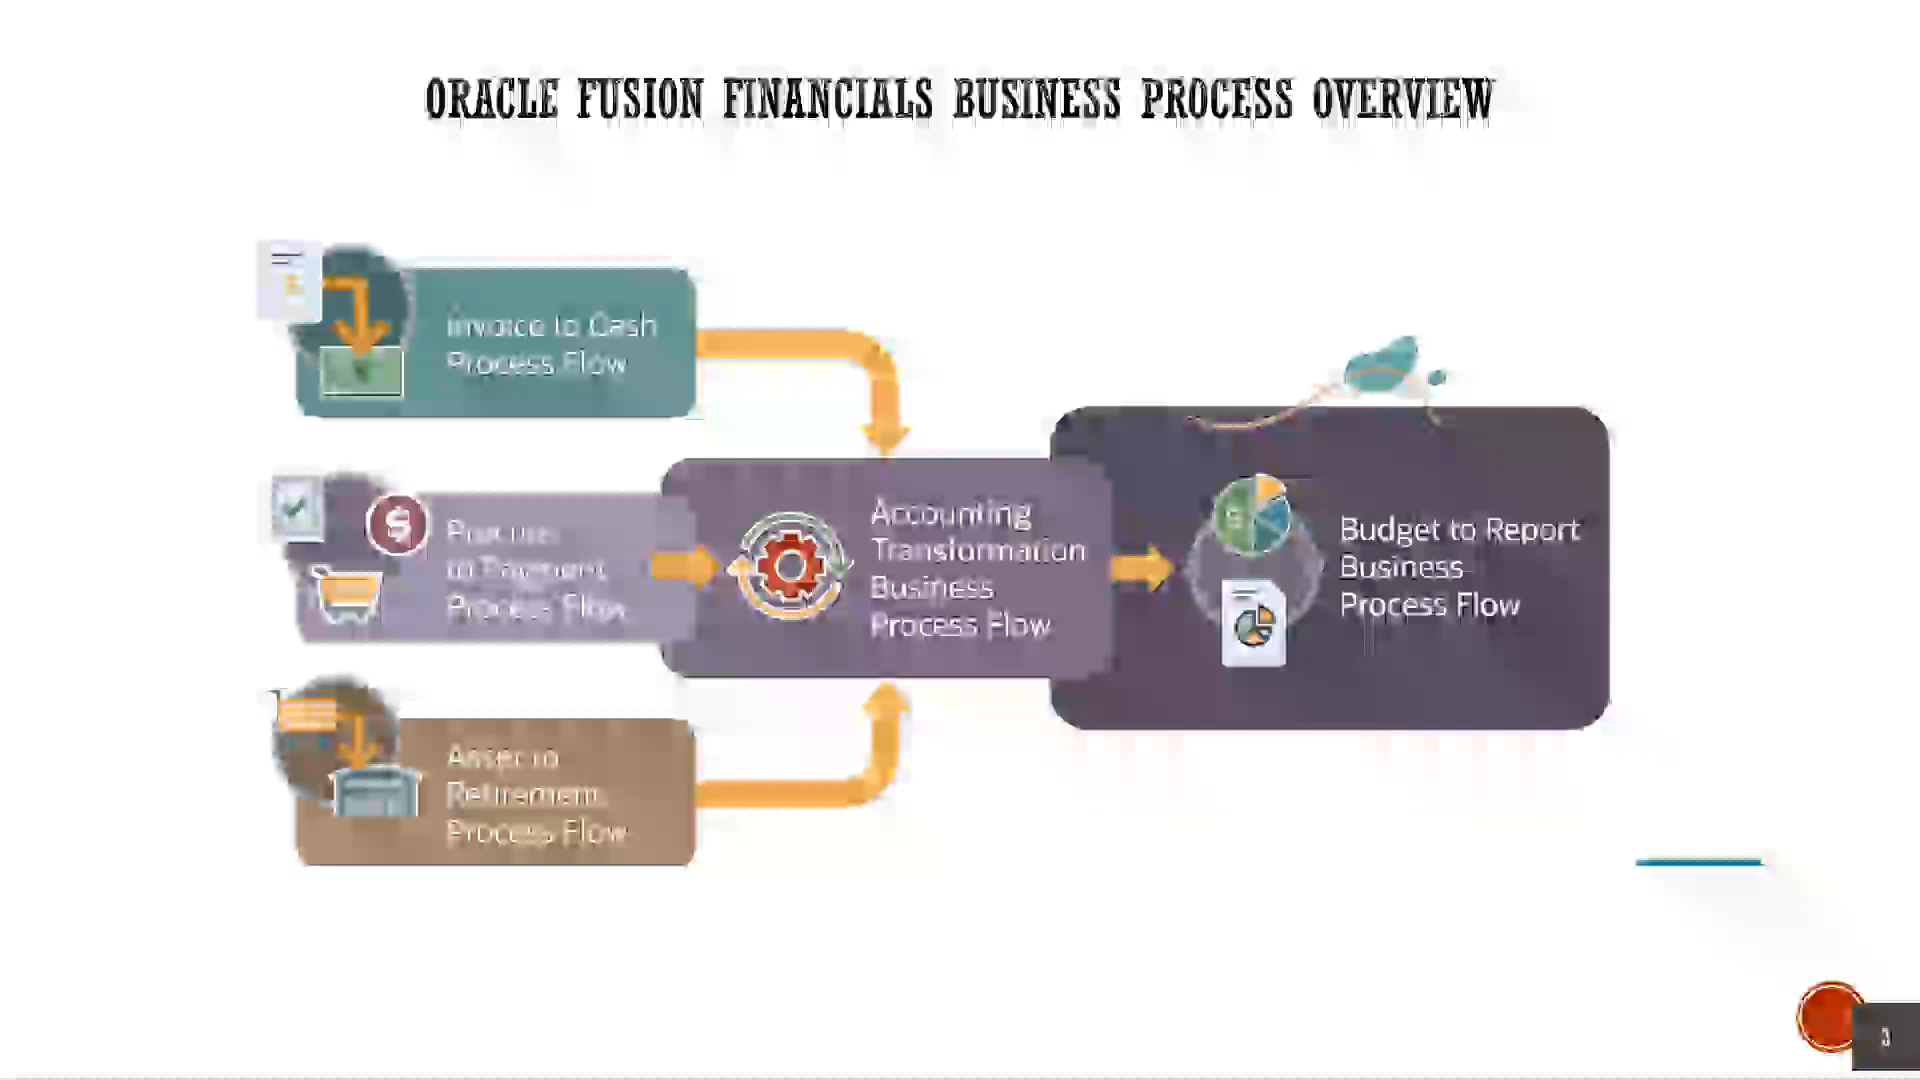 ORACLE FUSION FINANCIALS BUSINESS PROCESS OVERVIEW
Invoice to Cash
Process Flow
to Payment
Process Flow
Asset to
Retirement
Process Flow
Accounting
Transformation
Business
Process Flow
Budget to Report
Business
Process Flow
3